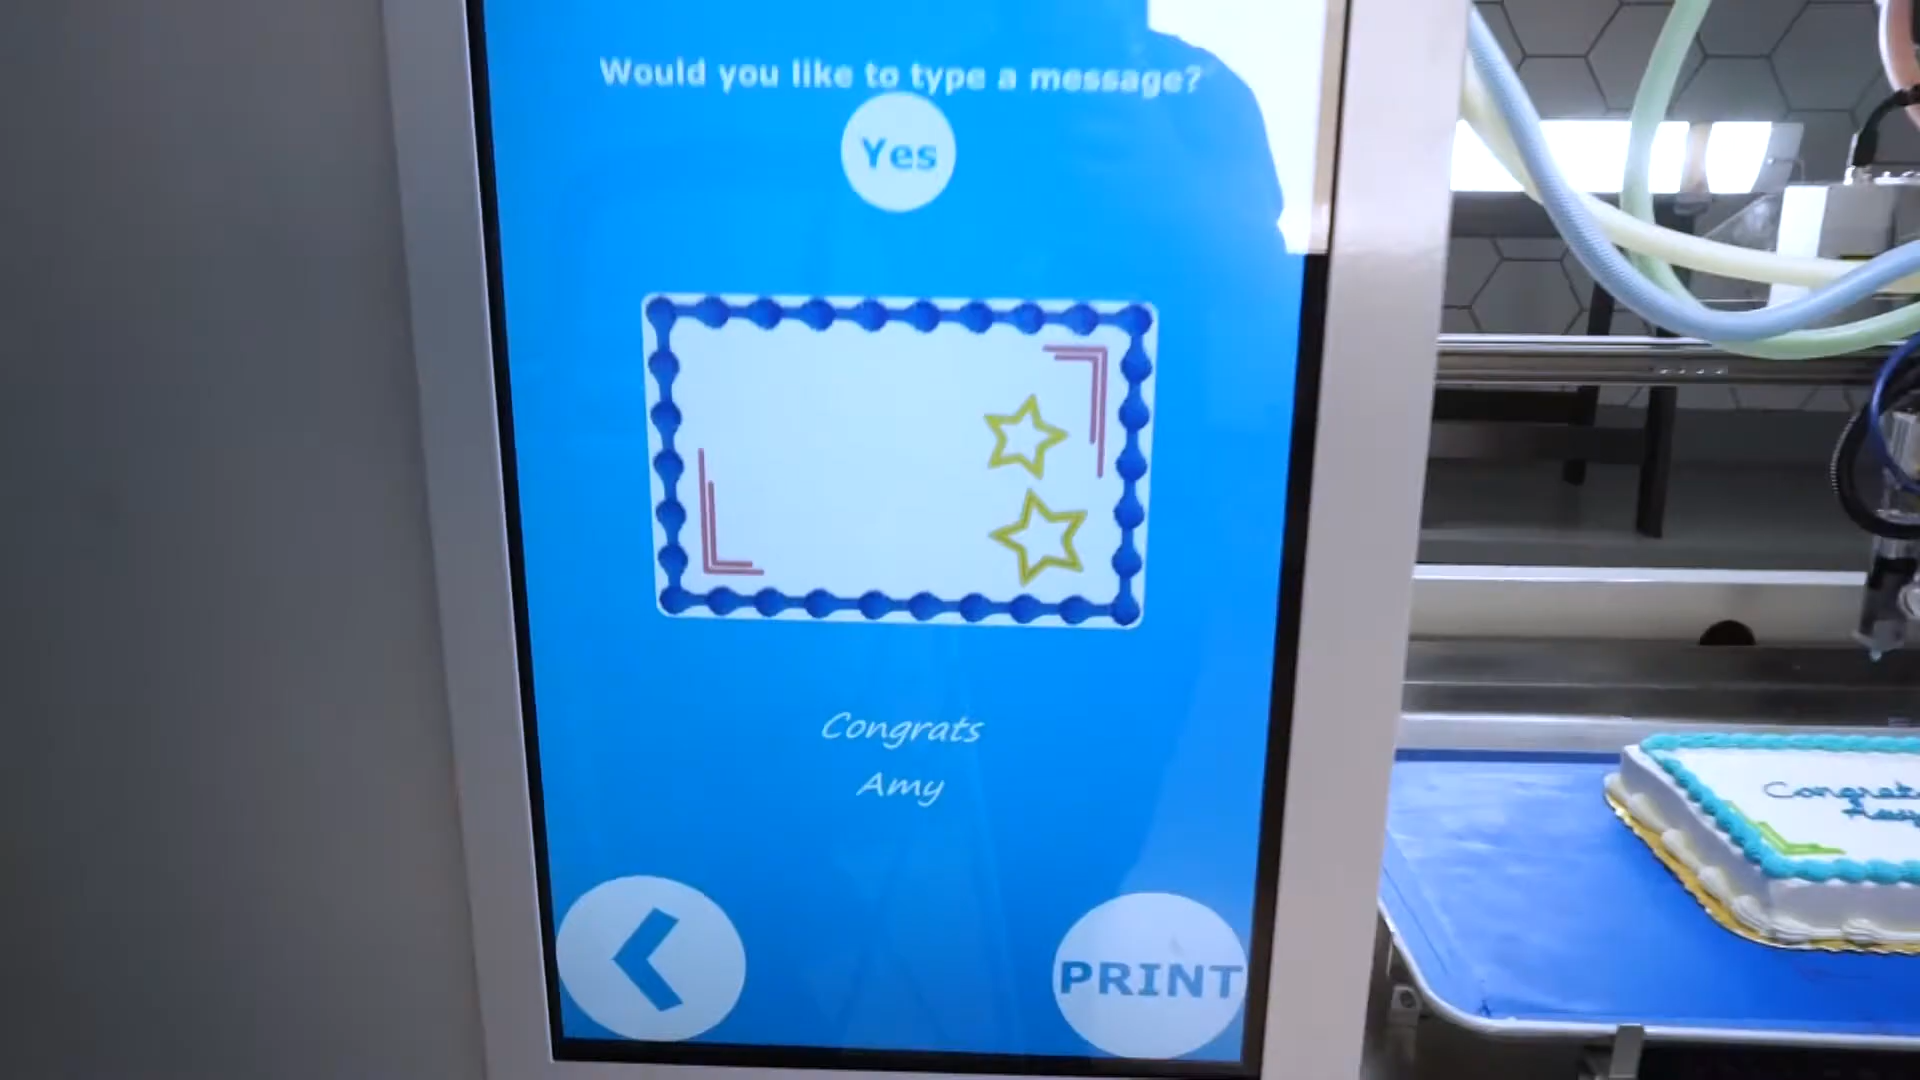 Would you like to type a message?
Yes
Congrats
Amy
PRINT